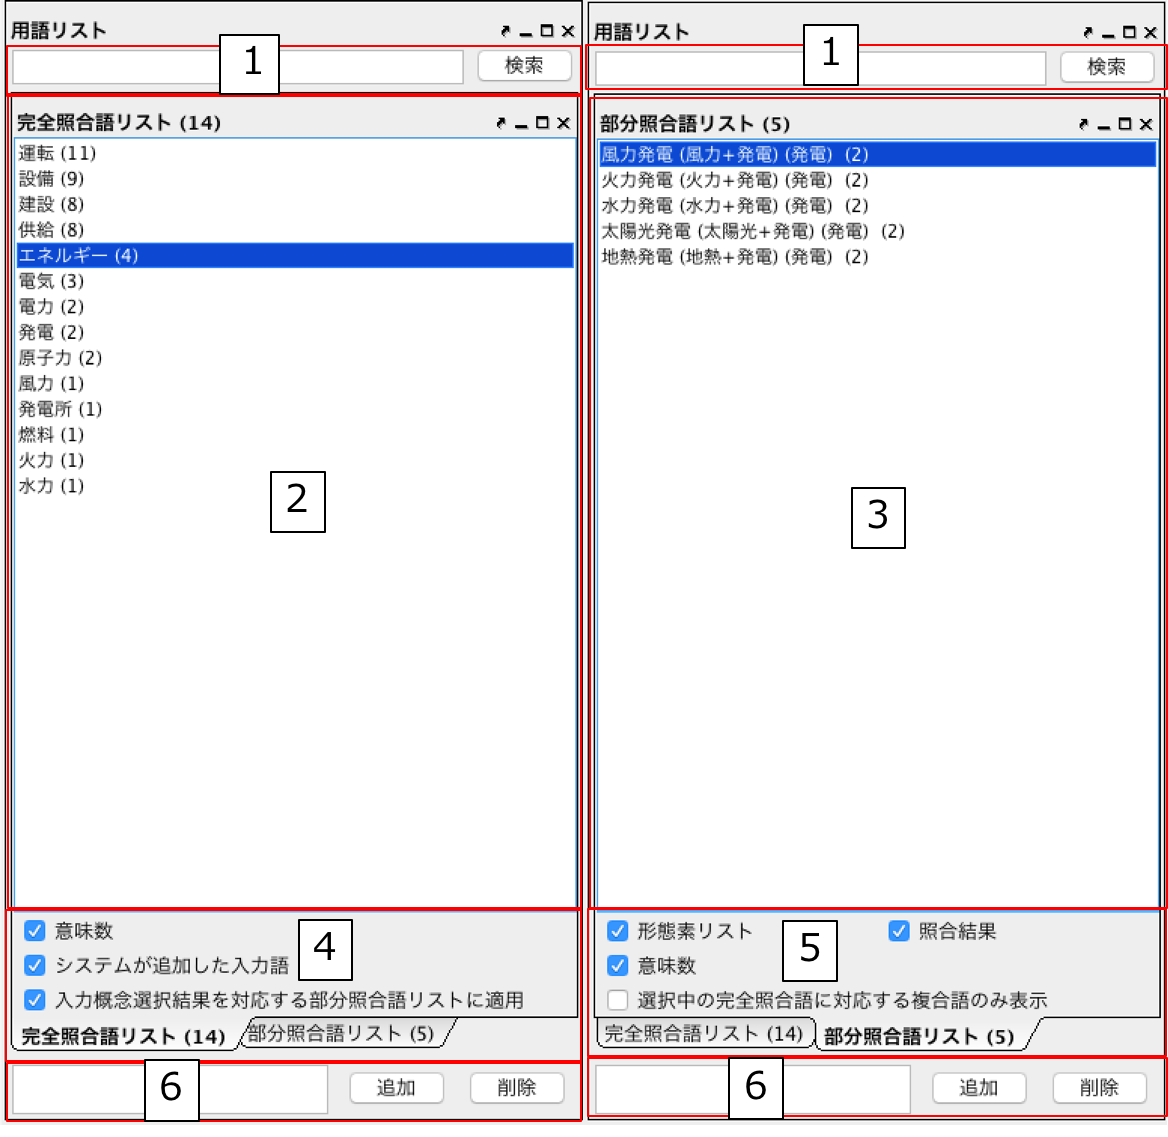 用語リスト
1
検索
完全照合語リスト (14)
運転 (11)
設備 (9)
建設 (8)
供給 (8)
エネルギー (4)
電気 (3)
電力 (2)
発電 (2)
原子力 (2)
風力 (1)
発電所 (1)
燃料 (1)
火力 (1)
水力 (1)
2
意味数
4
システムが追加した入力語
入力概念選択結果を対応する部分照合語リストに適用
完全照合語リスト (14) 部分照合語リスト (5)
6
追加 削除
用語リスト
1
検索
部分照合語リスト (5)
風力発電 (風力+発電) (発電) (2)
火力発電 (火力+発電) (発電) (2)
水力発電 (水力+発電) (発電) (2)
太陽光発電 (太陽光+発電) (発電) (2)
地熱発電 (地熱+発電) (発電) (2)
3
形態素リスト 照合結果
5
意味数
選択中の完全照合語に対応する複合語のみ表示
完全照合語リスト (14) 部分照合語リスト (5)
6
追加 削除